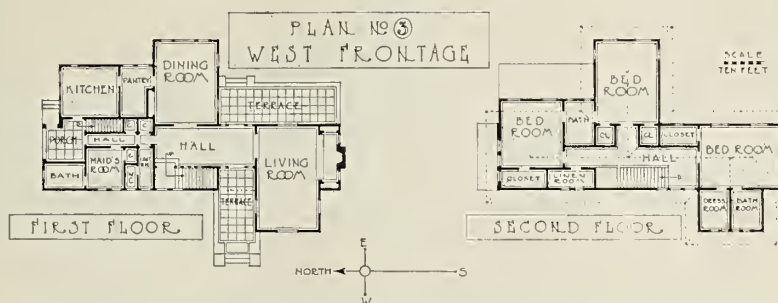 PLAN No 3
WEST FRONTAGE
KITCHEN
PANTRY
DINING ROOM
TERRACE
PORCH
HALL
MAID'S ROOM
BATH
C
C
C
HALL
UP
LIVING ROOM
TERRACE
FIRST FLOOR
BED ROOM
BED ROOM
BATH
CL
CL
CLOSET
HALL
BED ROOM
CLOSET
LINEN ROOM
D
DRESS. ROOM
BATH ROOM
SECOND FLOOR
SCALE
TEN FEET
E
NORTH
S
W